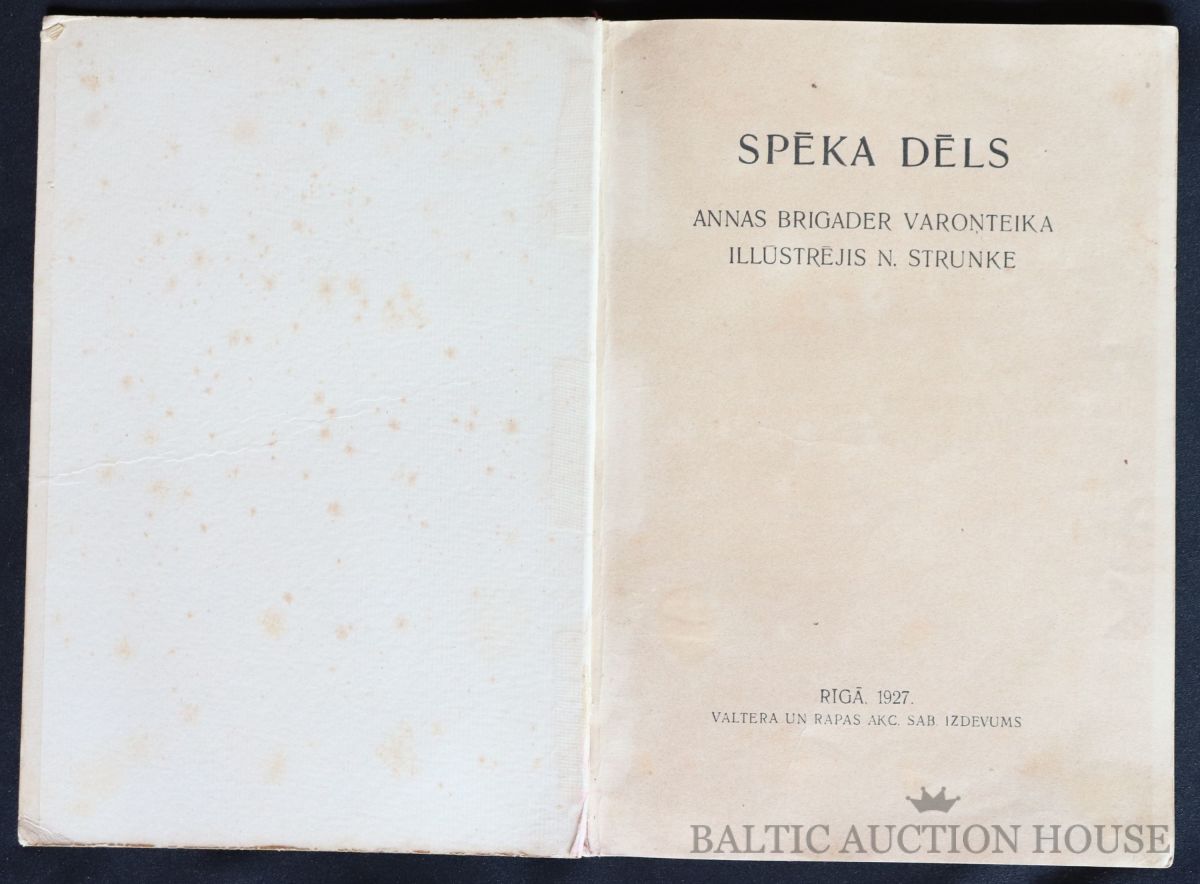 SPĒKA DĒLS
ANNAS BRIGADER VAROŅTEIKA
ILLŪSTRĒJIS N. STRUNKE
RĪGĀ, 1927.
VALTERA UN RAPAS AKC. SAB. IZDEVUMS
BALTIC AUCTION HOUSE